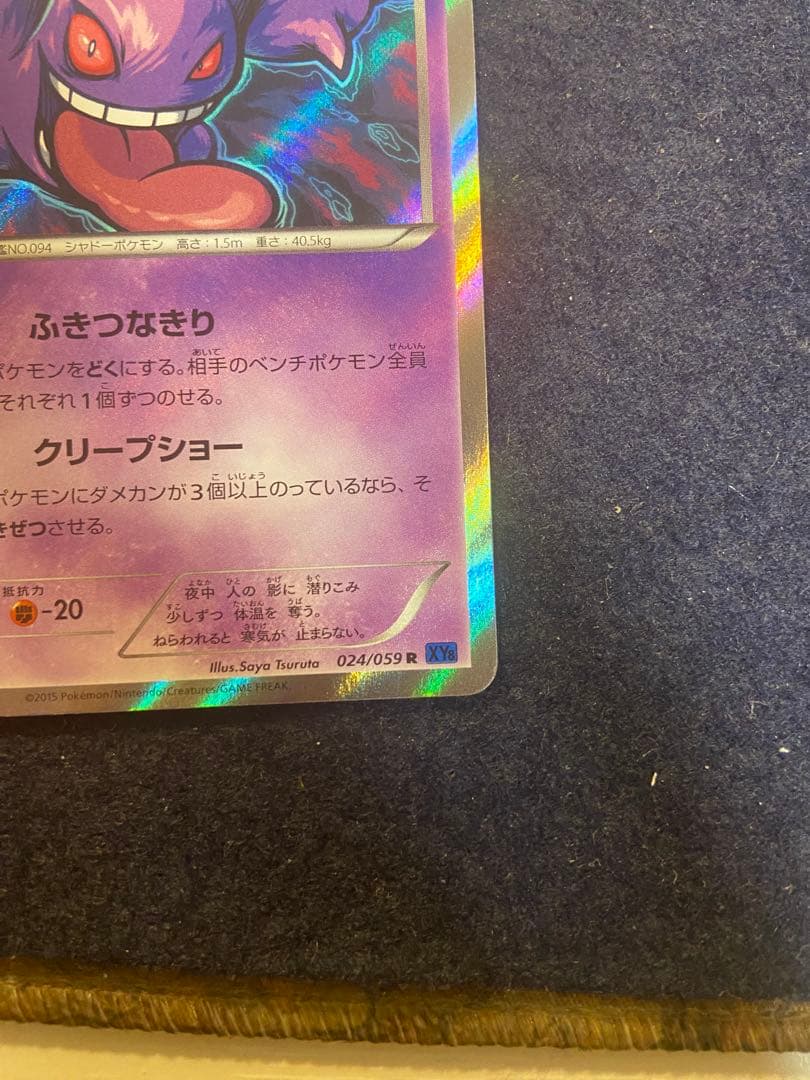 NO.094 シャドーポケモン 高さ：1.5m 重さ：40.5kg
ふきつなきり
ポケモンをどくにする。相手のベンチポケモン全員
それぞれ1個ずつのせる。
クリープショー
ポケモンにダメカンが3個以上のっているなら、そ
きぜつさせる。
抵抗力
-20
夜中 人の 影に 潜りこみ
少しずつ 体温を 奪う。
ねらわれると 寒気が 止まらない。
Illus.Saya Tsuruta 024/059 R XY8
©2015 Pokémon/Nintendo/Creatures/GAME FREAK.